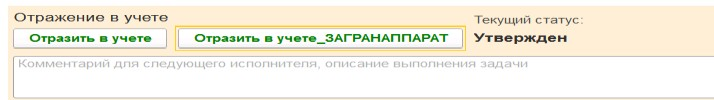 Отражение в учете
Отразить в учете Отразить в учете_ЗАГРАНАППАРАТ
Текущий статус:
Утвержден
Комментарий для следующего исполнителя, описание выполнения задачи